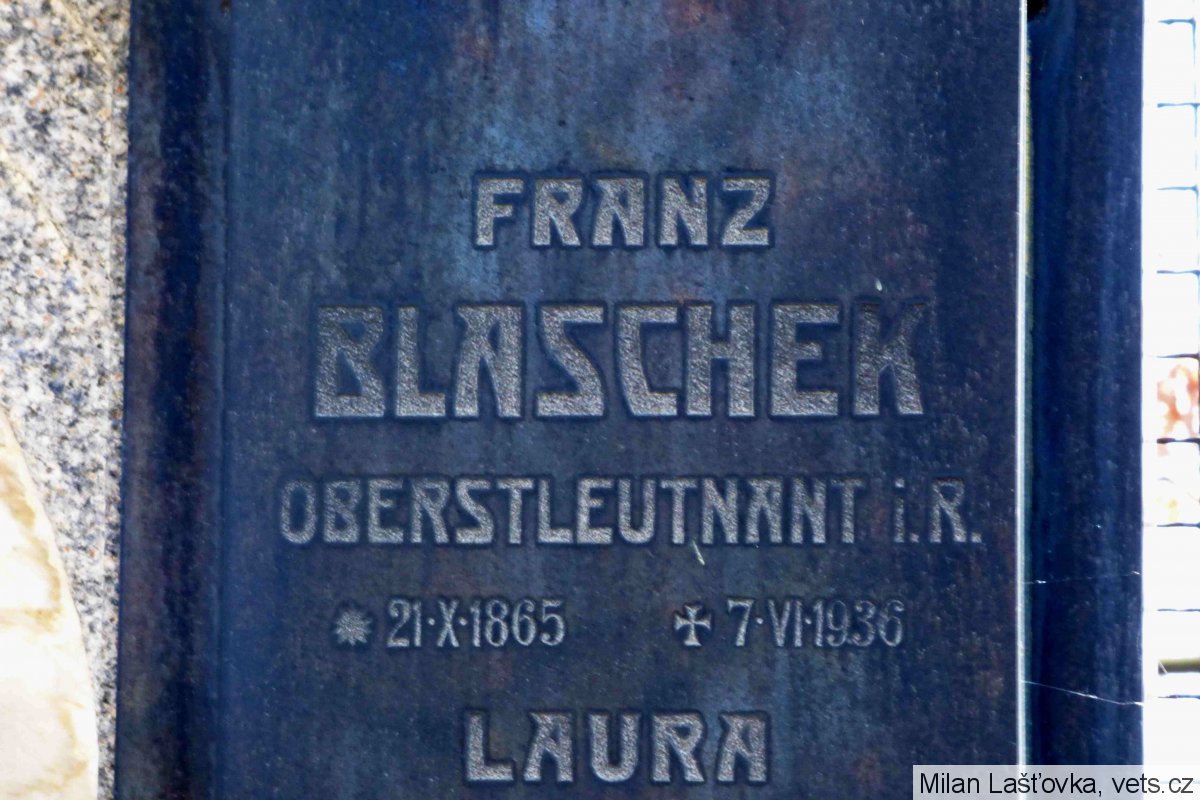 FRANZ
BLASCHEK
OBERSTLEUTNANT i.R.
* 21·X·1865 ✠ 7·VI·1936
LAURA
Milan Lašťovka, vets.cz